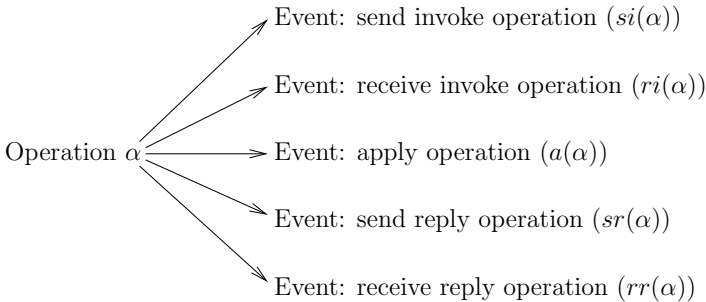 Event: send invoke operation (si(α))
Event: receive invoke operation (ri(α))
Operation α
Event: apply operation (a(α))
Event: send reply operation (sr(α))
Event: receive reply operation (rr(α))